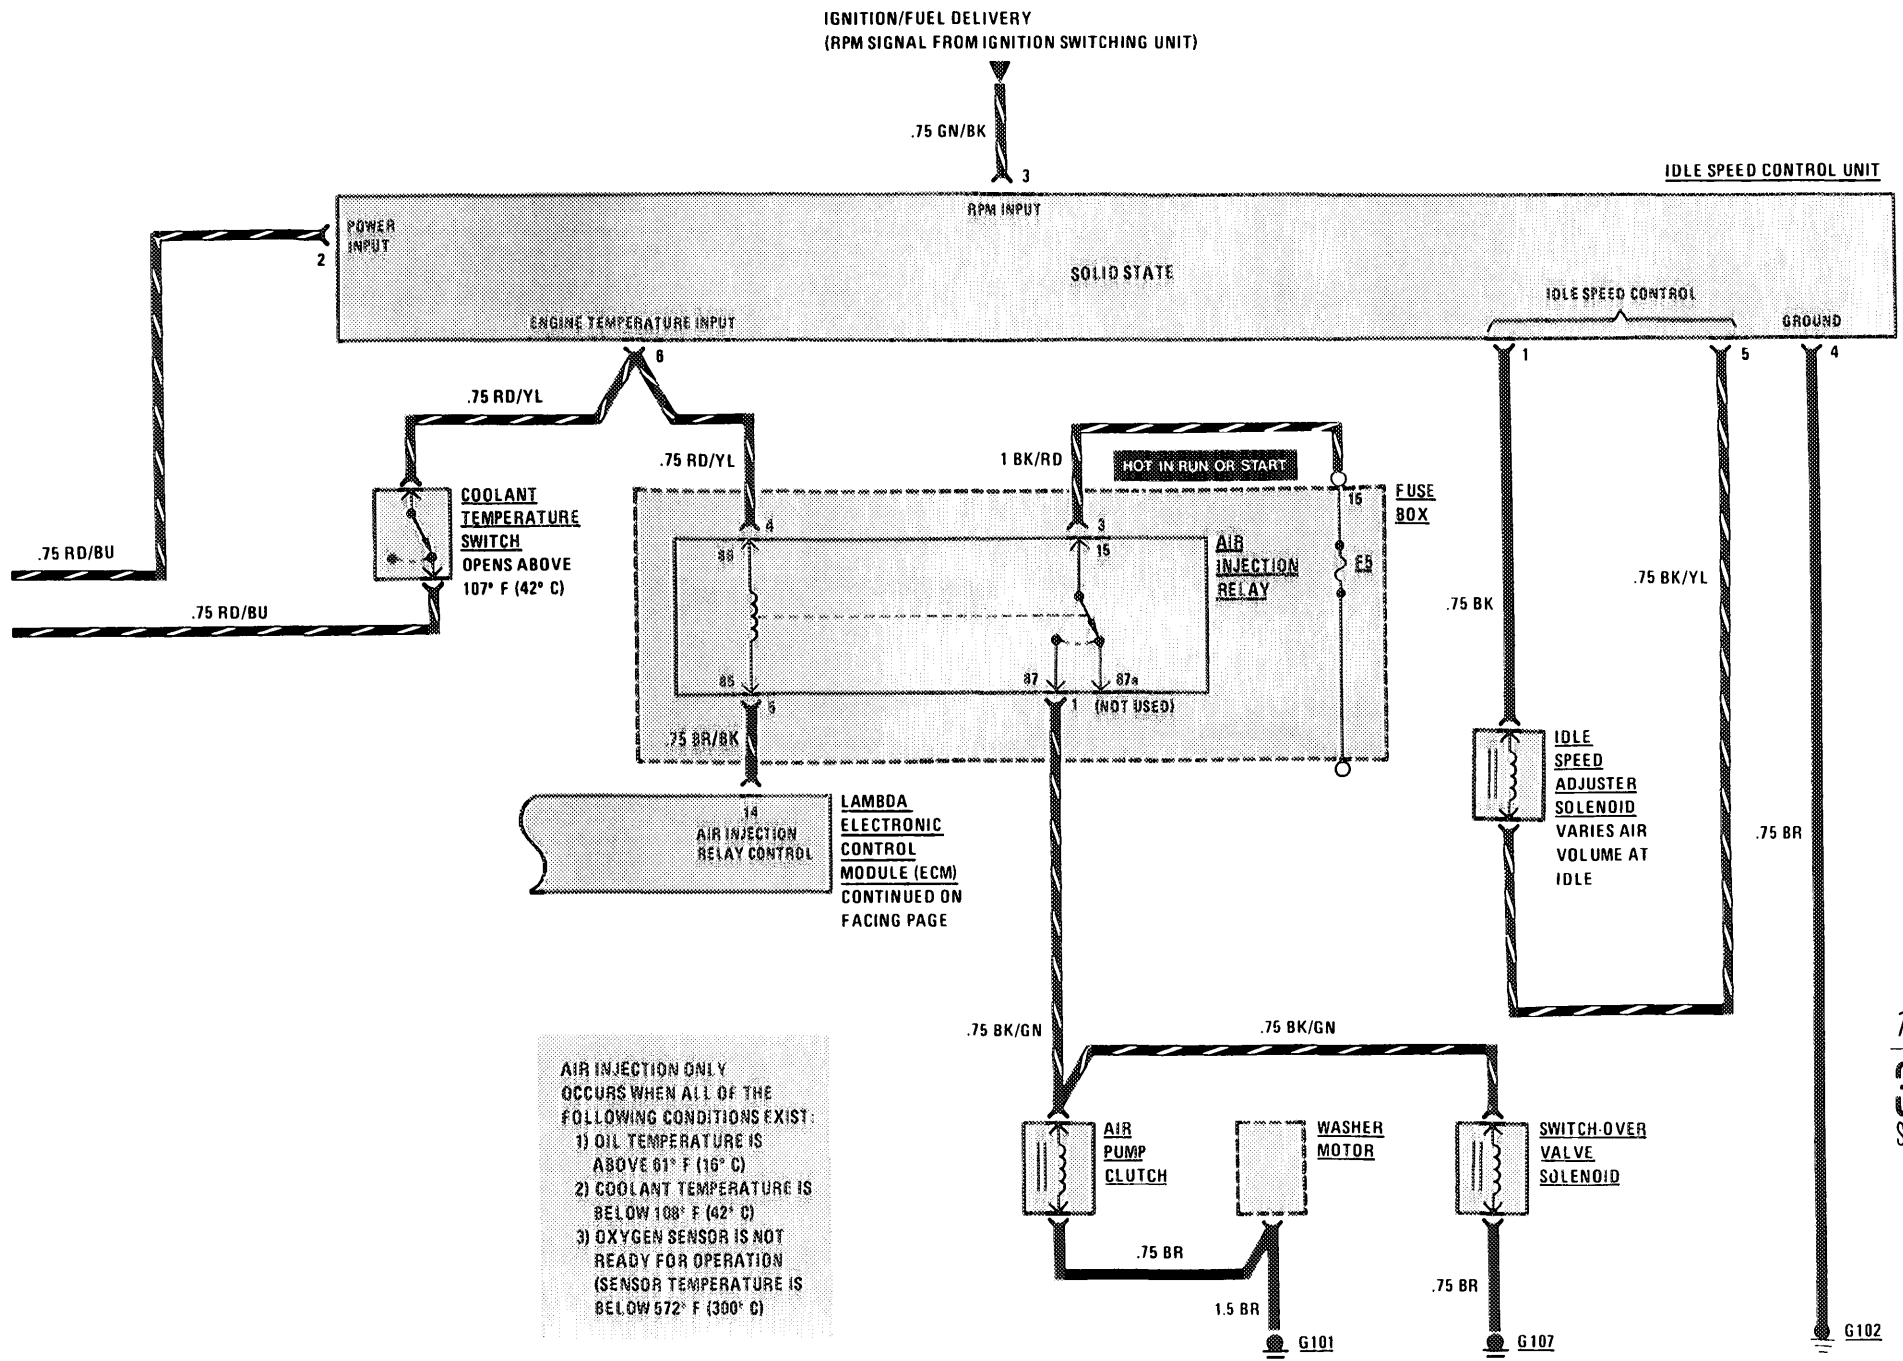 IGNITION/FUEL DELIVERY
(RPM SIGNAL FROM IGNITION SWITCHING UNIT)
.75 GN/BK
3
IDLE SPEED CONTROL UNIT
RPM INPUT
POWER
INPUT
2
SOLID STATE
IDLE SPEED CONTROL
ENGINE TEMPERATURE INPUT
GROUND
6
1
5
4
.75 RD/YL
.75 RD/YL
1 BK/RD
HOT IN RUN OR START
COOLANT
TEMPERATURE
SWITCH
OPENS ABOVE
107° F (42° C)
.75 RD/BU
.75 RD/BU
4
3
16
FUSE
BOX
86
15
AIR
INJECTION
RELAY
F5
85
87
87a
5
1
(NOT USED)
.75 BR/BK
.75 BK
.75 BK/YL
.75 BR
14
AIR INJECTION
RELAY CONTROL
LAMBDA
ELECTRONIC
CONTROL
MODULE (ECM)
CONTINUED ON
FACING PAGE
IDLE
SPEED
ADJUSTER
SOLENOID
VARIES AIR
VOLUME AT
IDLE
.75 BK/GN
.75 BK/GN
AIR INJECTION ONLY
OCCURS WHEN ALL OF THE
FOLLOWING CONDITIONS EXIST:
1) OIL TEMPERATURE IS
ABOVE 61° F (16° C)
2) COOLANT TEMPERATURE IS
BELOW 108° F (42° C)
3) OXYGEN SENSOR IS NOT
READY FOR OPERATION
(SENSOR TEMPERATURE IS
BELOW 572° F (300° C)
AIR
PUMP
CLUTCH
WASHER
MOTOR
SWITCH-OVER
VALVE
SOLENOID
.75 BR
1.5 BR
.75 BR
G101
G107
G102